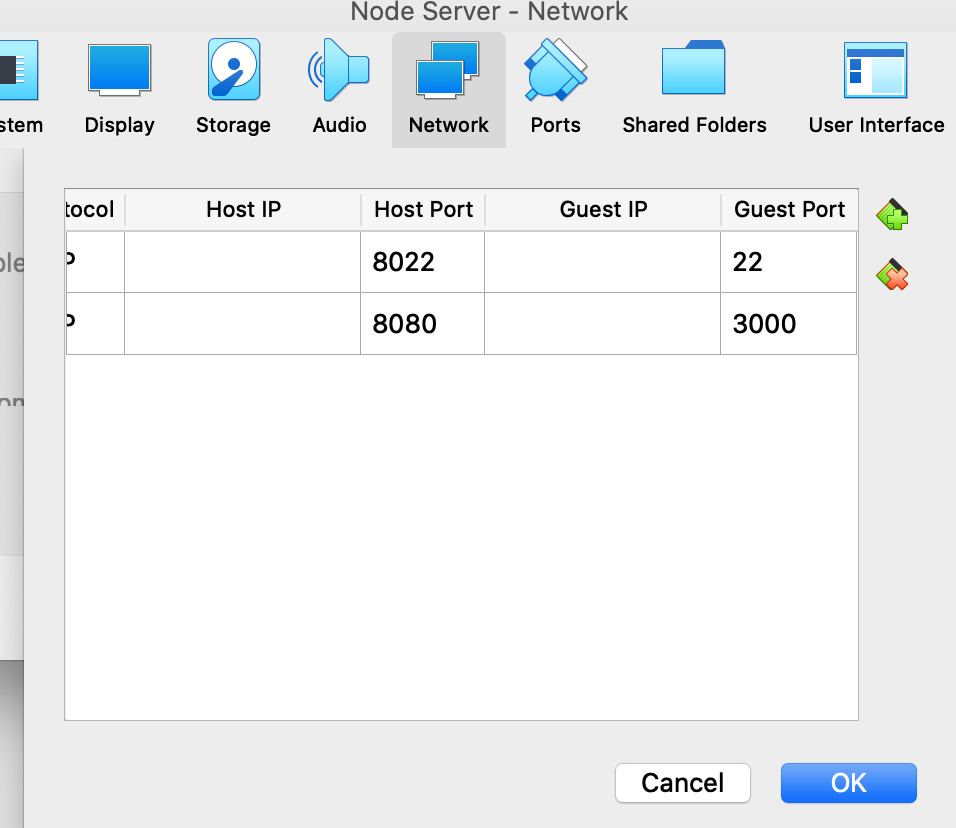 Node Server - Network
stem Display Storage Audio Network Ports Shared Folders User Interface
tocol Host IP Host Port Guest IP Guest Port
P 8022 22
P 8080 3000
ole
on
Cancel OK